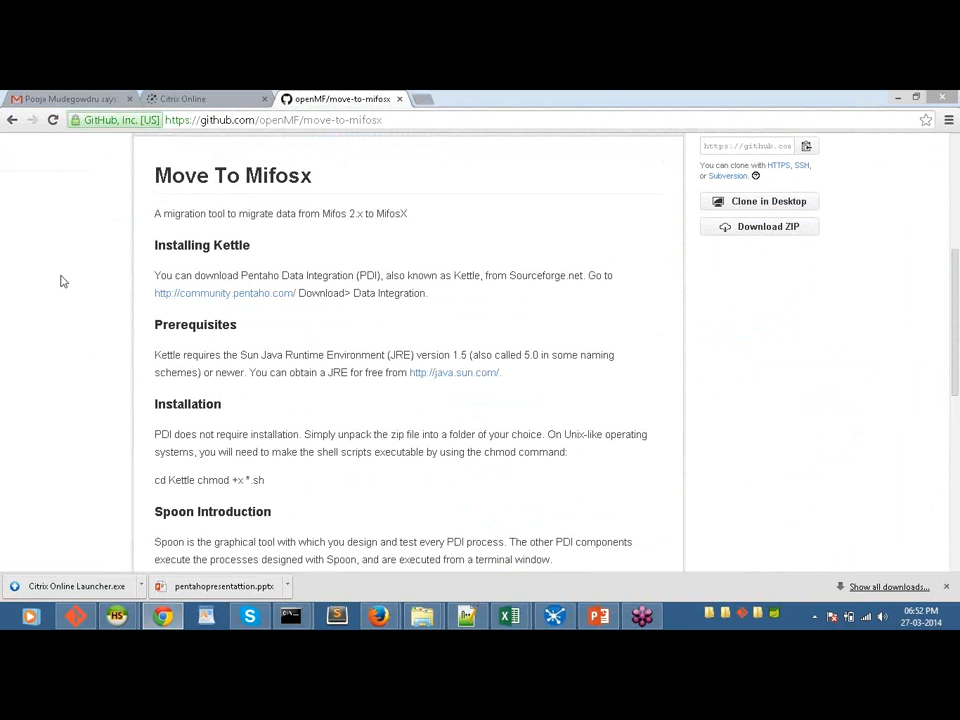 Pooja Mudegowdru says
Citrix Online
openMF/move-to-mifosx
GitHub, Inc. [US]
https://github.com/openMF/move-to-mifosx
https://github.com
You can clone with HTTPS, SSH,
or Subversion.
Clone in Desktop
Download ZIP
Move To Mifosx
A migration tool to migrate data from Mifos 2.x to MifosX
Installing Kettle
You can download Pentaho Data Integration (PDI), also known as Kettle, from Sourceforge.net. Go to
http://community.pentaho.com/ Download> Data Integration.
Prerequisites
Kettle requires the Sun Java Runtime Environment (JRE) version 1.5 (also called 5.0 in some naming
schemes) or newer. You can obtain a JRE for free from http://java.sun.com/.
Installation
PDI does not require installation. Simply unpack the zip file into a folder of your choice. On Unix-like operating
systems, you will need to make the shell scripts executable by using the chmod command:
cd Kettle chmod +x *.sh
Spoon Introduction
Spoon is the graphical tool with which you design and test every PDI process. The other PDI components
execute the processes designed with Spoon, and are executed from a terminal window.
Citrix Online Launcher.exe
pentahopresentattion.pptx
Show all downloads...
HS
06:52 PM
27-03-2014